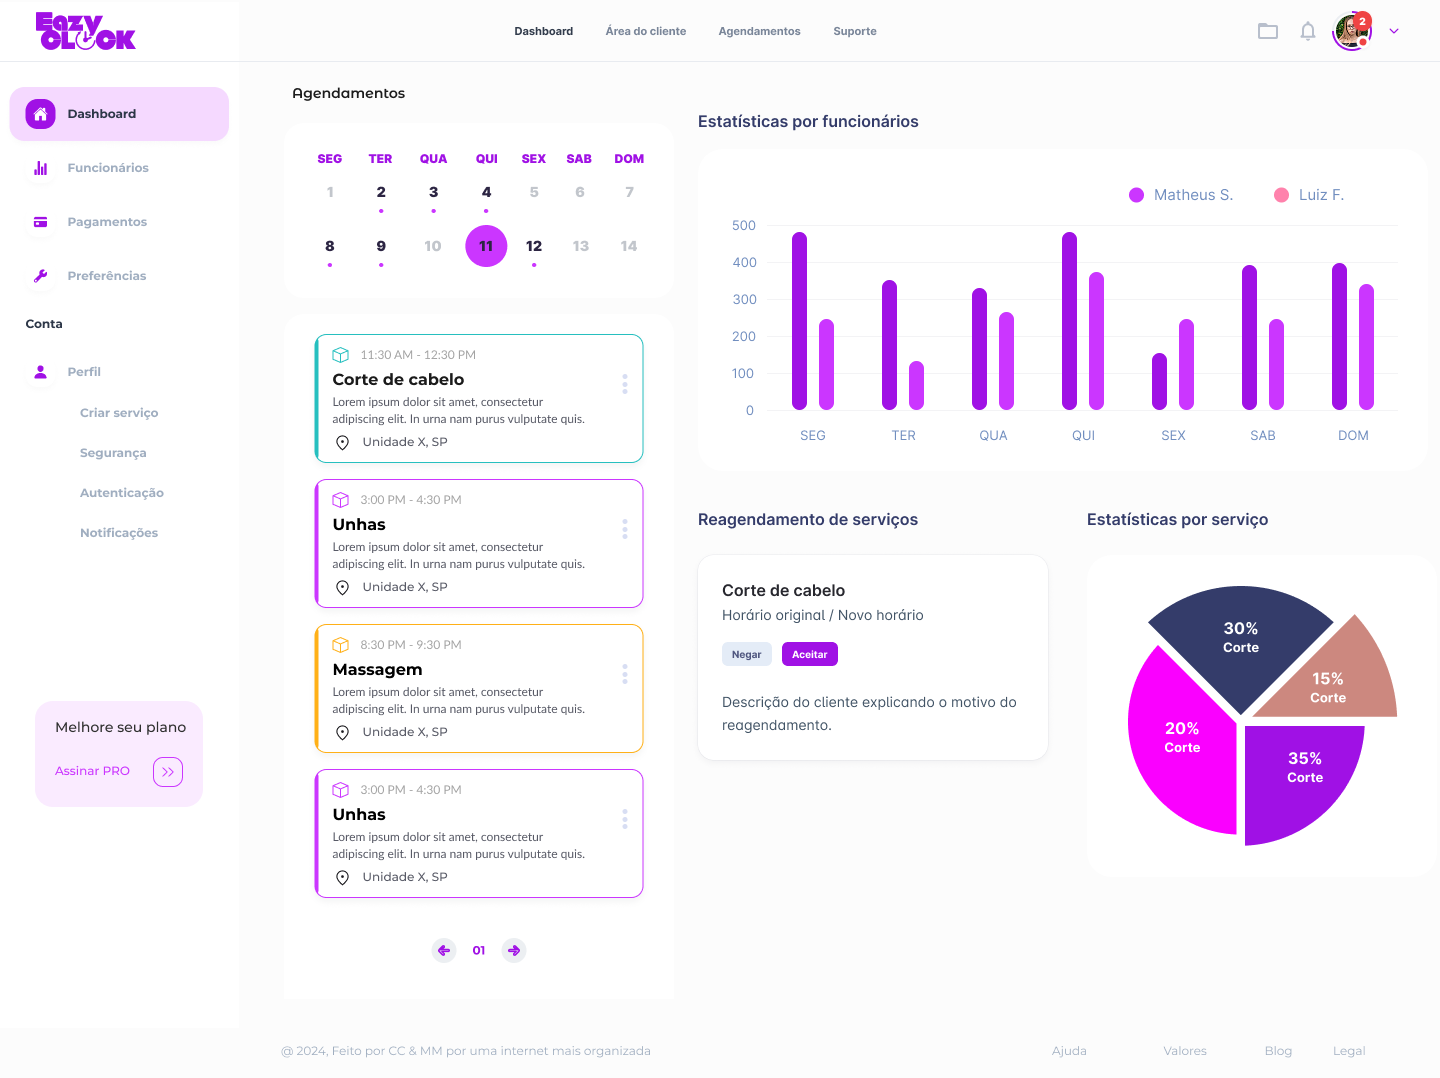 Eazy
CLOCK
Dashboard
Área do cliente
Agendamentos
Suporte
2
Dashboard
Funcionários
Pagamentos
Preferências
Conta
Perfil
Criar serviço
Segurança
Autenticação
Notificações
Melhore seu plano
Assinar PRO
Agendamentos
SEG TER QUA QUI SEX SAB DOM
1 2 3 4 5 6 7
8 9 10 11 12 13 14
11:30 AM - 12:30 PM
Corte de cabelo
Lorem ipsum dolor sit amet, consectetur
adipiscing elit. In urna nam purus vulputate quis.
Unidade X, SP
3:00 PM - 4:30 PM
Unhas
Lorem ipsum dolor sit amet, consectetur
adipiscing elit. In urna nam purus vulputate quis.
Unidade X, SP
8:30 PM - 9:30 PM
Massagem
Lorem ipsum dolor sit amet, consectetur
adipiscing elit. In urna nam purus vulputate quis.
Unidade X, SP
3:00 PM - 4:30 PM
Unhas
Lorem ipsum dolor sit amet, consectetur
adipiscing elit. In urna nam purus vulputate quis.
Unidade X, SP
01
Estatísticas por funcionários
Matheus S.
Luiz F.
500
400
300
200
100
0
SEG TER QUA QUI SEX SAB DOM
Reagendamento de serviços
Corte de cabelo
Horário original / Novo horário
Negar
Aceitar
Descrição do cliente explicando o motivo do
reagendamento.
Estatísticas por serviço
30%
Corte
15%
Corte
20%
Corte
35%
Corte
@ 2024, Feito por CC & MM por uma internet mais organizada
Ajuda
Valores
Blog
Legal